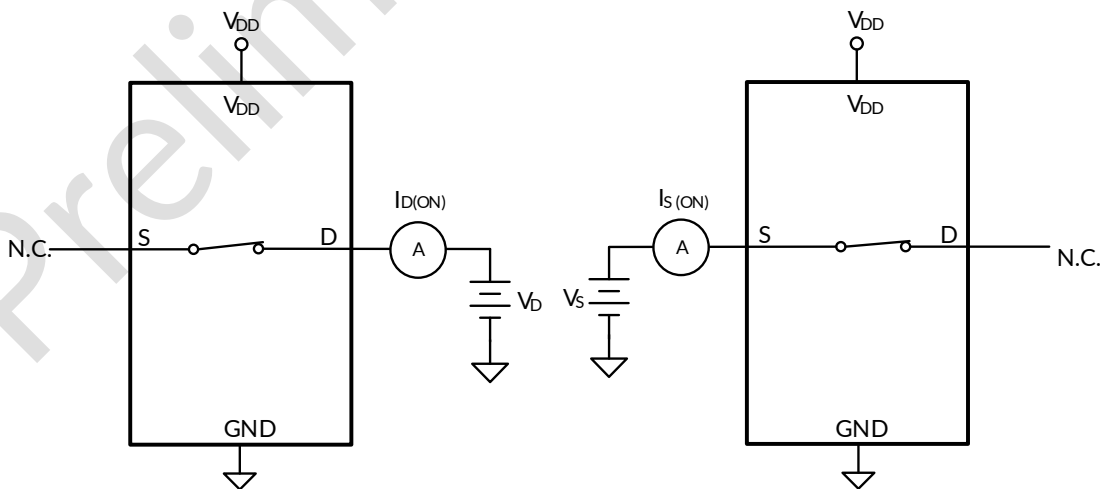 VDD
VDD
VDD
VDD
ID(ON)
IS (ON)
N.C.
S
D
A
A
S
D
N.C.
VD
VS
GND
GND
Prelim